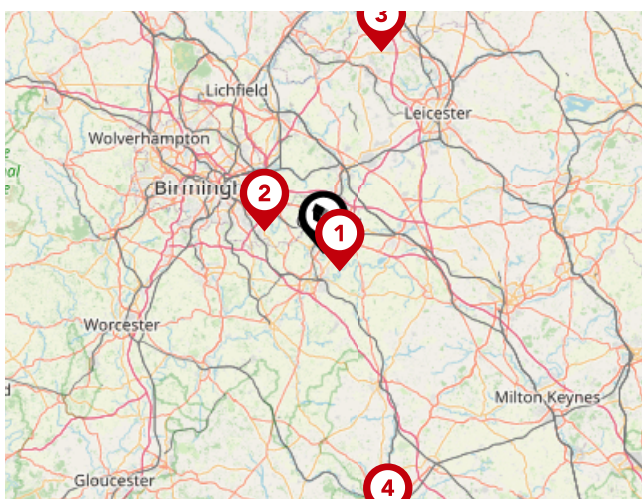 3
Lichfield
Leicester
Wolverhampton
Birmingh
2
1
Worcester
Milton Keynes
Gloucester
4